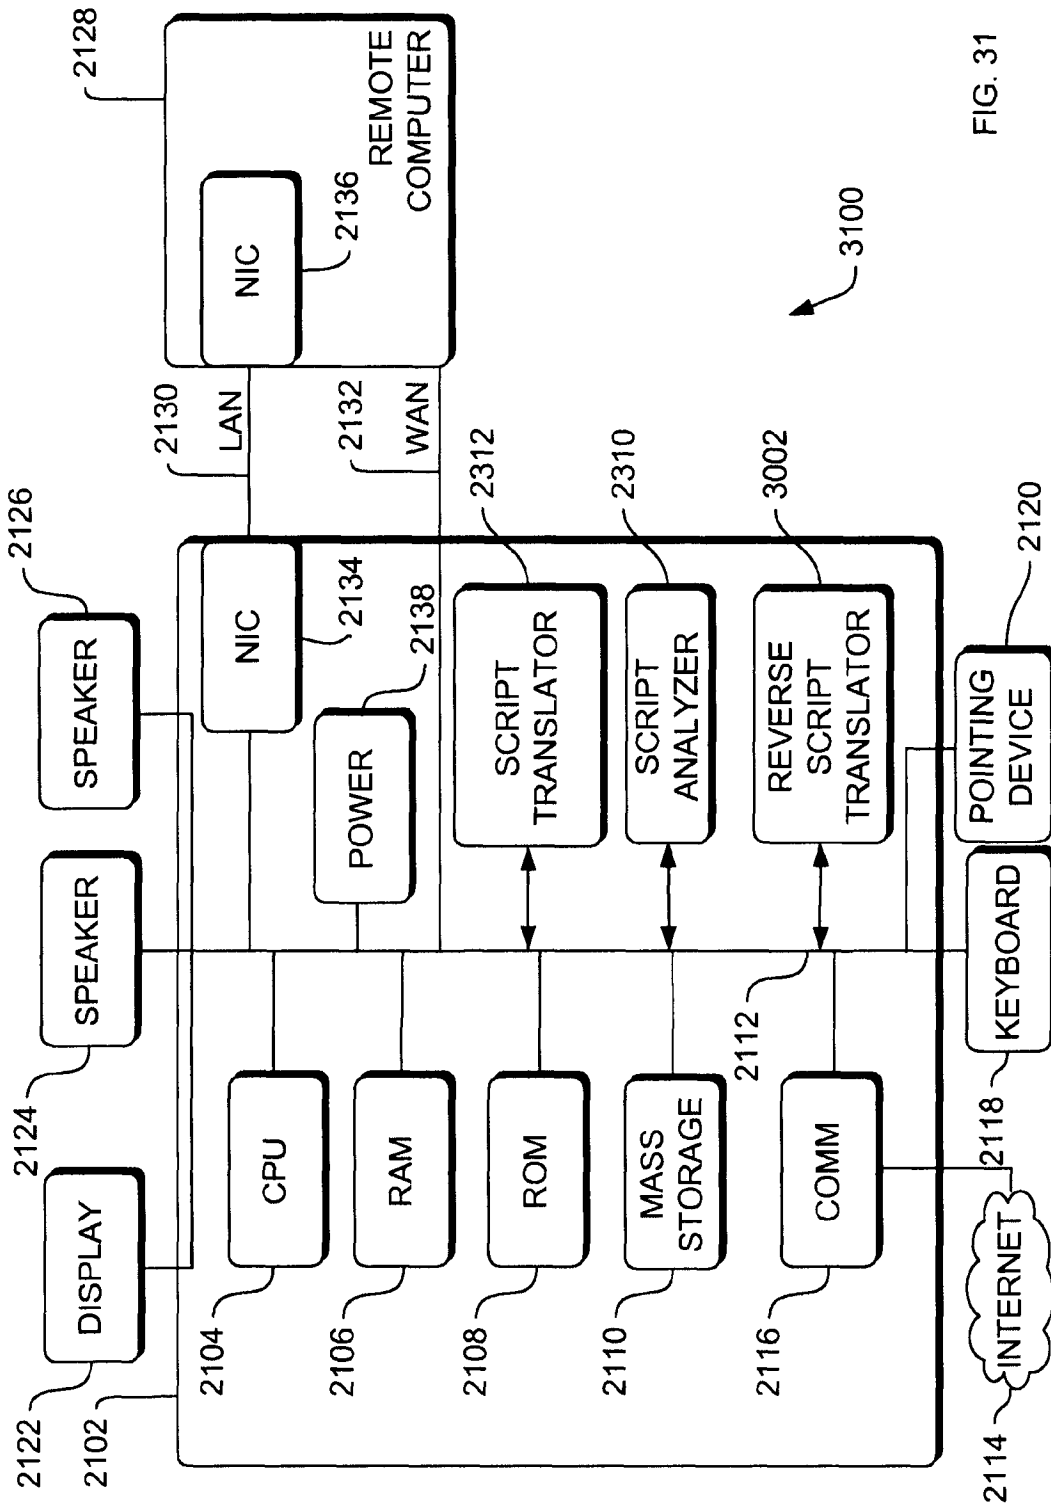 2122
DISPLAY
2124
SPEAKER
2126
SPEAKER
2128
2102
2104
CPU
2106
RAM
2108
ROM
2110
MASS
STORAGE
2116
COMM
2112
NIC
2134
POWER
2138
SCRIPT
TRANSLATOR
2312
SCRIPT
ANALYZER
2310
REVERSE
SCRIPT
TRANSLATOR
3002
2130
LAN
2132
WAN
NIC
2136
REMOTE
COMPUTER
2114
INTERNET
2118
KEYBOARD
POINTING
DEVICE
2120
3100
FIG. 31